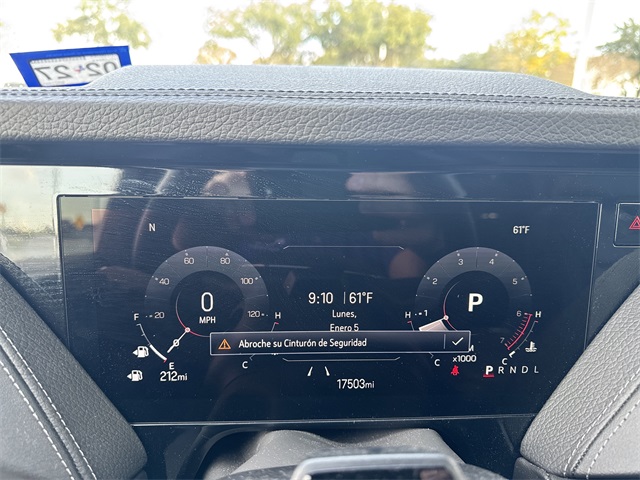 02-27
N
61°F
60 80
40 100
20 120
0
MPH
F
H
E
C
212mi
9:10 | 61°F
Lunes,
Enero 5
Abroche su Cinturón de Seguridad
17503mi
3 4
2 5
1 6
P
H
C
H
C
x1000
P R N D L